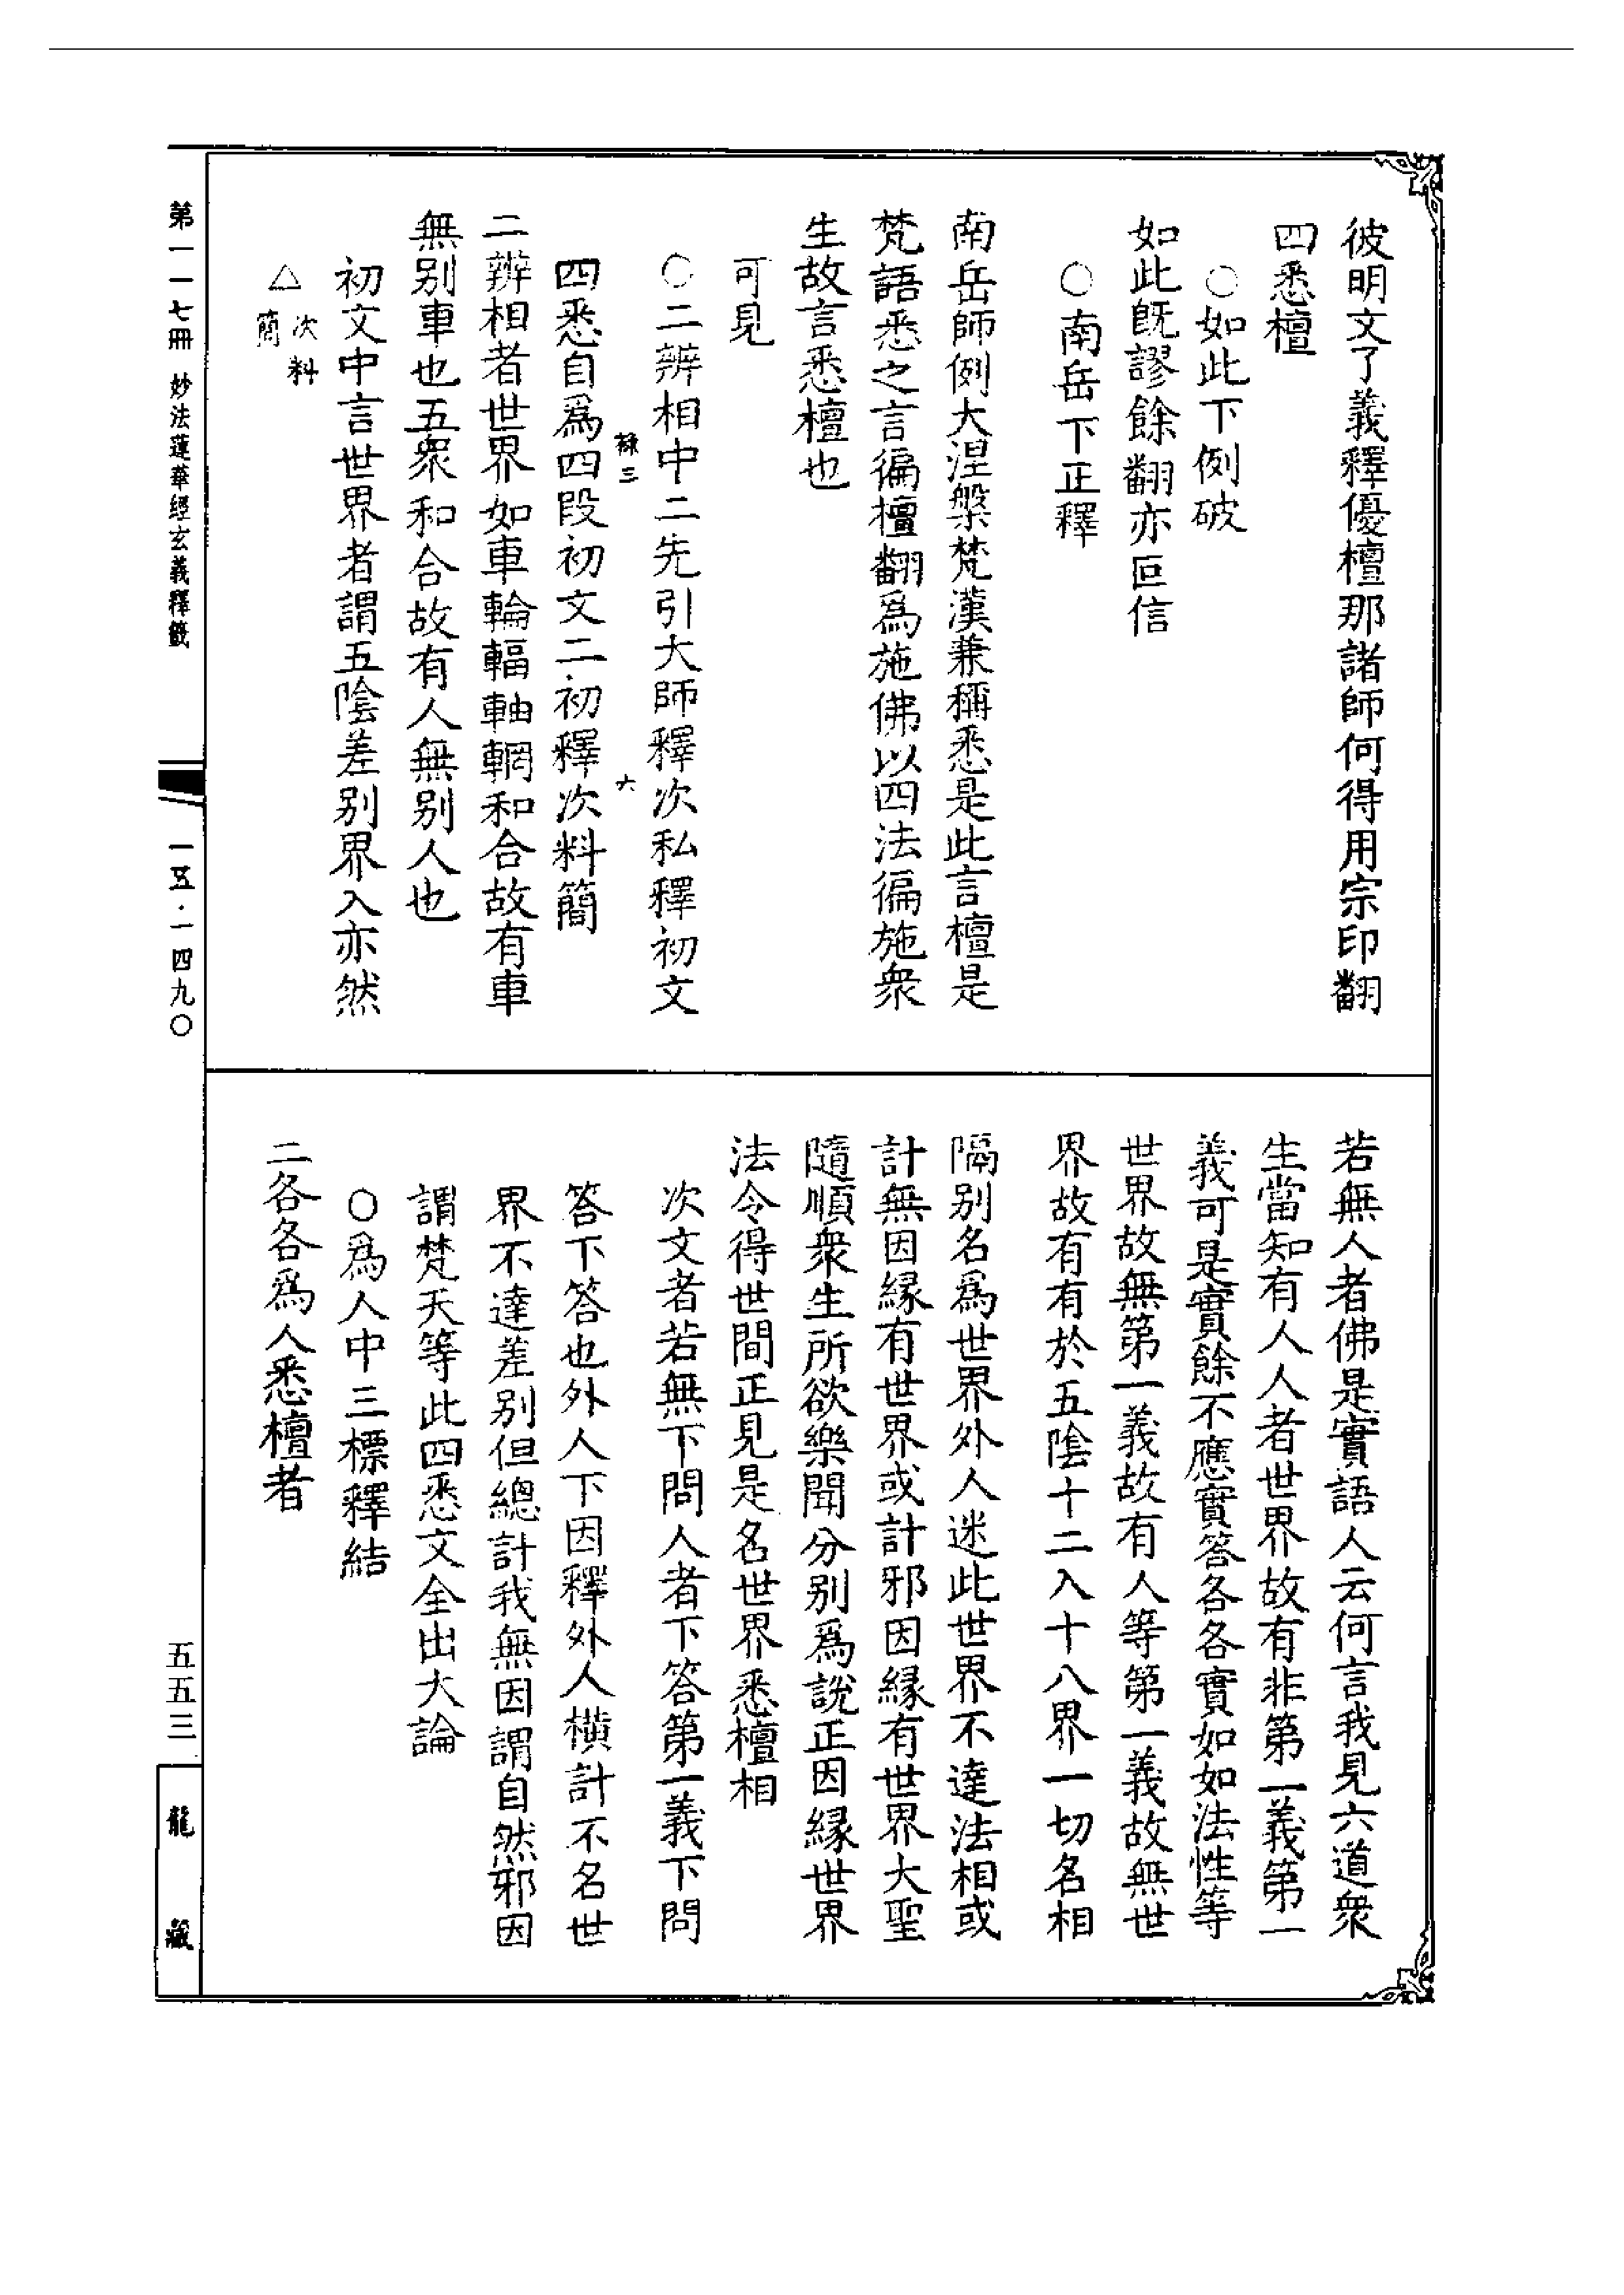 彼明文了義釋優檀那諸師何得用宗印翻
四悉檀
○如此下例破
如此旣謬餘翻亦叵信
○南岳下正釋
南岳師例大涅槃梵漢兼稱悉是此言檀是
梵語悉之言徧檀翻爲施佛以四法徧施衆
生故言悉檀也
可見
○二辨相中二先引大師釋次私釋初文
六
四悉自爲四段初文二初釋次料簡
二辨相者世界如車輪輻軸輞和合故有車
無別車也五衆和合故有人無別人也
初文中言世界者謂五陰差別界入亦然
△次料
簡
若無人者佛是實語人云何言我見六道衆
生當知有人人者世界故有非第一義第一
義可是實餘不應實答各各實如如法性等
世界故無第一義故有人等第一義故無世
界故有有於五陰十二入十八界一切名相
隔別名爲世界外人迷此世界不達法相或
計無因緣有世界或計邪因緣有世界大聖
隨順衆生所欲樂聞分別爲說正因緣世界
法令得世間正見是名世界悉檀相
次文者若無下問人者下答第一義下問
答下答也外人下因釋外人橫計不名世
界不達差別但總計我無因謂自然邪因
謂梵天等此四悉文全出大論
○爲人中三標釋結
二各各爲人悉檀者
第一一七冊 妙法蓮華經玄義釋籤
一五·一四九〇
五五三
龍藏